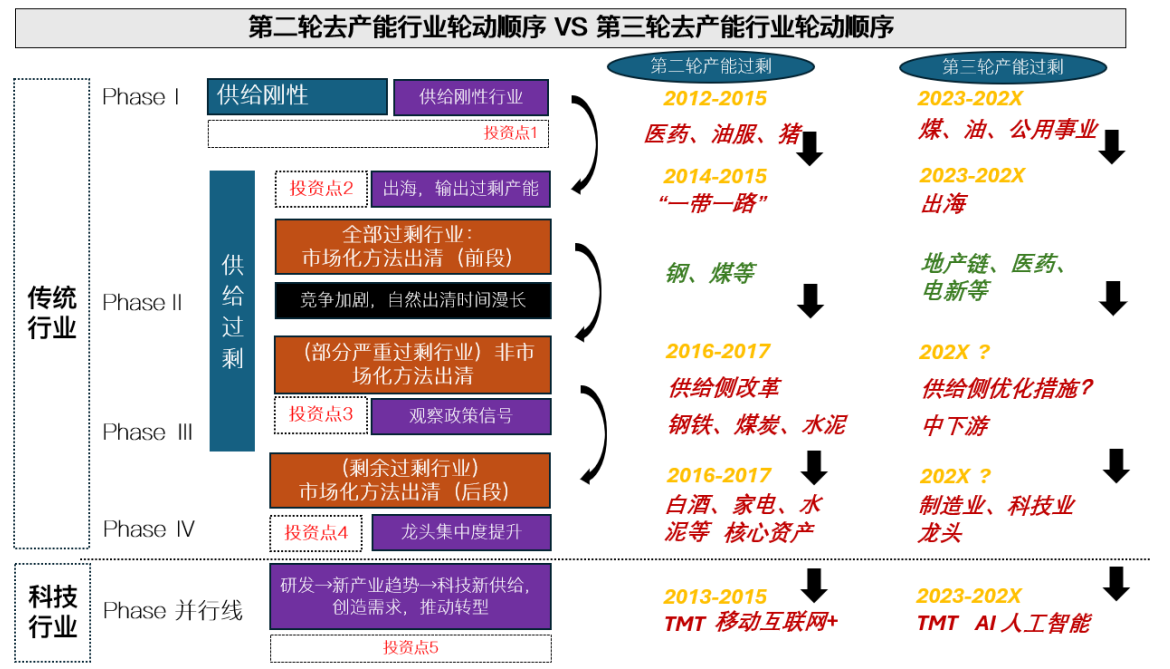 第二轮去产能行业轮动顺序 VS 第三轮去产能行业轮动顺序
第二轮产能过剩
第三轮产能过剩
传统
行业
Phase Ⅰ
供给刚性
供给刚性行业
投资点1
2012-2015
医药、油服、猪
2023-202X
煤、油、公用事业
供给过剩
投资点2
出海，输出过剩产能
2014-2015
“一带一路”
2023-202X
出海
Phase Ⅱ
全部过剩行业：
市场化方法出清（前段）
竞争加剧，自然出清时间漫长
钢、煤等
地产链、医药、
电新等
（部分严重过剩行业）非市
场化方法出清
2016-2017
供给侧改革
202X ?
供给侧优化措施?
Phase Ⅲ
投资点3
观察政策信号
钢铁、煤炭、水泥
中下游
（剩余过剩行业）
市场化方法出清（后段）
2016-2017
白酒、家电、水
泥等 核心资产
202X ?
制造业、科技业
龙头
Phase Ⅳ
投资点4
龙头集中度提升
科技
行业
Phase 并行线
研发→新产业趋势→科技新供给，
创造需求，推动转型
投资点5
2013-2015
TMT 移动互联网+
2023-202X
TMT AI 人工智能